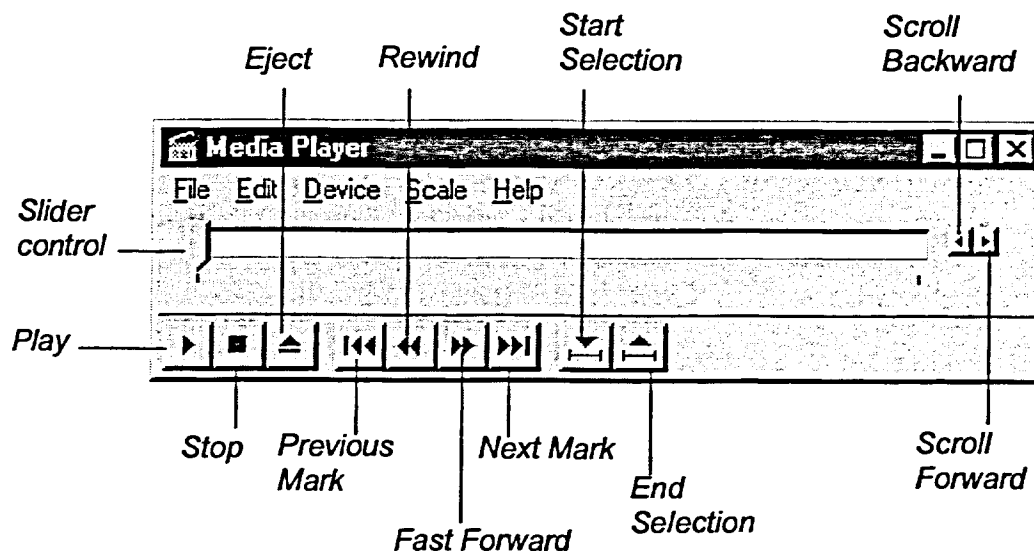 Start
Selection
Scroll
Backward
Eject
Rewind
Media Player
File Edit Device Scale Help
Slider
control
Play
Stop
Previous
Mark
Next Mark
Scroll
Forward
End
Selection
Fast Forward